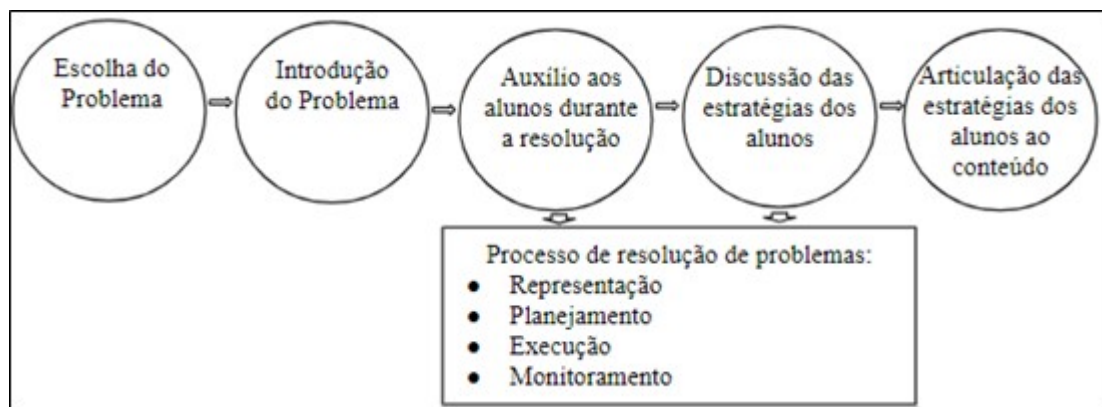 Escolha do
Problema
Introdução
do Problema
Auxílio aos
alunos durante
a resolução
Discussão das
estratégias dos
alunos
Articulação das
estratégias dos
alunos ao
conteúdo
Processo de resolução de problemas:
● Representação
● Planejamento
● Execução
● Monitoramento